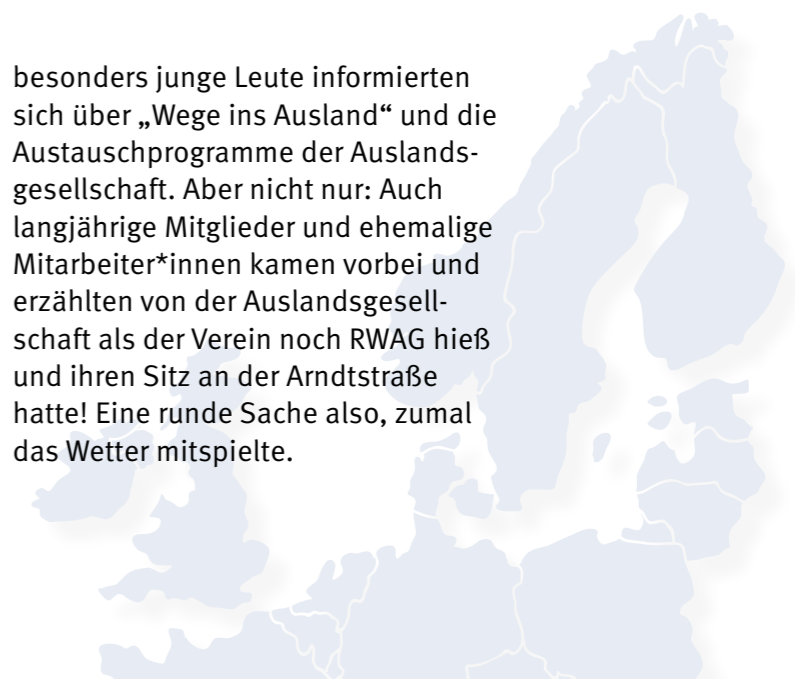 besonders junge Leute informierten
sich über „Wege ins Ausland“ und die
Austauschprogramme der Auslands-
gesellschaft. Aber nicht nur: Auch
langjährige Mitglieder und ehemalige
Mitarbeiter*innen kamen vorbei und
erzählten von der Auslandsgesell-
schaft als der Verein noch RWAG hieß
und ihren Sitz an der Arndtstraße
hatte! Eine runde Sache also, zumal
das Wetter mitspielte.